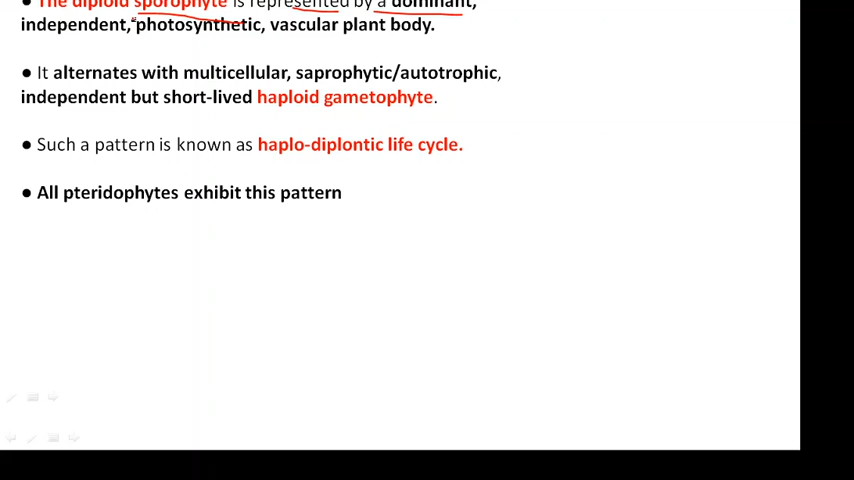 ● The diploid sporophyte is represented by a dominant,
independent, photosynthetic, vascular plant body.
● It alternates with multicellular, saprophytic/autotrophic,
independent but short-lived haploid gametophyte.
● Such a pattern is known as haplo-diplontic life cycle.
● All pteridophytes exhibit this pattern